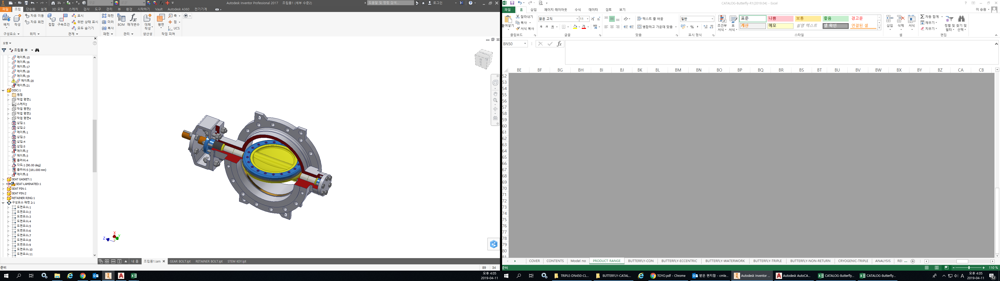 Autodesk Inventor Professional 2017 조립품1 (세부 수준2)
도움말 및 명령 검색...
로그인
파일 조립 단순화 설계 3D 모형 스케치 검사 도구 관리 뷰 환경 시작하기 Vault Autodesk A360 전기기계
배치 작성
자유 이동
자유 회전
접합 구속조건
표시
위반 상태 표시
모두 숨기기
패턴
미러
복사
BOM 매개변수
대체 작성
평면
축
점
UCS
구성요소 위치 관계 패턴 관리 생산성 작업 피쳐
모형
조립품 뷰
메이트:15
메이트:16
메이트:17
메이트:18
메이트:19
메이트:20
메이트:21
DISC:1
원점
작업 평면1
스케치2
작업 평면2
작업 평면3
작업 평면4
삽입:1
삽입:2
메이트:1
삽입:3
삽입:4
삽입:5
메이트:2
메이트:3
플러쉬:4
각도:1 (90.00 deg)
플러쉬:5 (181.000 mm)
메이트:5
SEAT GASKET:1
SEAT-LAMINATED:1
SEAT PIN:1
SEAT PIN:2
RETAINER RING:1
구성요소 패턴 2:1
도면요소:1
도면요소:2
도면요소:3
도면요소:4
도면요소:5
도면요소:6
도면요소:7
도면요소:8
도면요소:9
도면요소:10
도면요소:11
X
Y
Z
내 홈 조립품1.iam GEAR BOLT.ipt RETAINER BOLT.ipt STEM KEY.ipt
준비
89 34
오후 4:05
2019-04-11
CATALOG-Butterfly-R1(2019.04) - Excel
이 승원
파일 홈 삽입 페이지 레이아웃 수식 데이터 검토 보기
붙여넣기
잘라내기
복사
서식 복사
맑은 고딕 11
가 가 가
텍스트 줄 바꿈
병합하고 가운데 맞춤
일반
조건부 서식
표 서식
표준 나쁨 보통 좋음 경고문
계산 메모 설명 텍스트 셀 확인 연결된 셀
삽입 삭제 서식
자동 합계
채우기
지우기
정렬 및 필터
찾기 및 선택
클립보드 글꼴 맞춤 표시 형식 스타일 셀 편집
BN50
BE BF BG BH BI BJ BK BL BM BN BO BP BQ BR BS BT BU BV BW BX BY BZ CA CB
52
53
54
55
56
57
58
59
60
61
62
63
64
65
66
67
68
69
70
71
72
73
74
75
76
77
78
79
80
81
COVER CONTENTS Model no PRODUCT RANGE BUTTERFLY-CON BUTTERFLY-ECCENTRIC BUTTERFLY-WATERWORK BUTTERFLY-TRIPLE BUTTERFLY-NON-RETURN CRYOGENIC-TRIPLE ANALYSIS REI ...
준비
110 %
TRIPLE-DN450-CL... BUTTERFLY-CATAL... TOYO.pdf - Chrome 받은 편지함 - cmle... Autodesk Inventor ... Autodesk AutoCA... CATALOG-Butterfly... CATALOG-Butterfly...
A
오후 4:05
2019-04-11